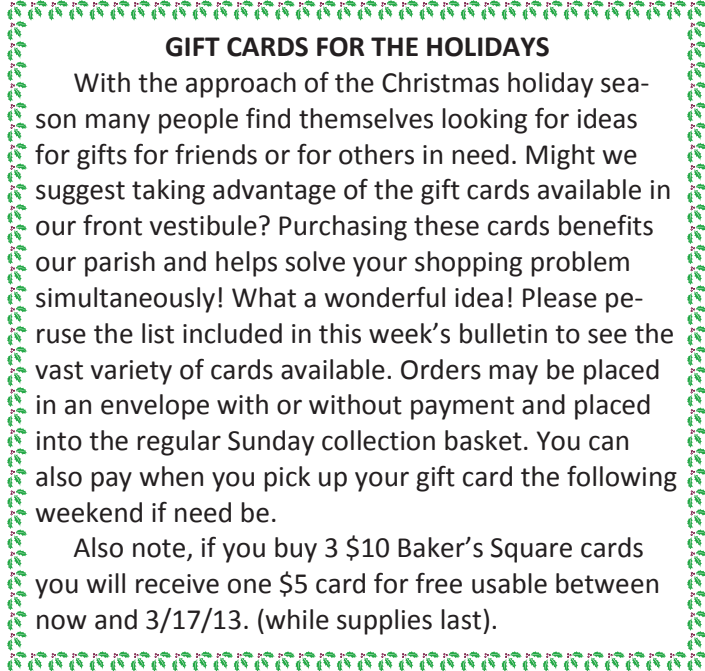 GIFT CARDS FOR THE HOLIDAYS
With the approach of the Christmas holiday sea-
son many people find themselves looking for ideas
for gifts for friends or for others in need. Might we
suggest taking advantage of the gift cards available in
our front vestibule? Purchasing these cards benefits
our parish and helps solve your shopping problem
simultaneously! What a wonderful idea! Please pe-
ruse the list included in this week’s bulletin to see the
vast variety of cards available. Orders may be placed
in an envelope with or without payment and placed
into the regular Sunday collection basket. You can
also pay when you pick up your gift card the following
weekend if need be.
Also note, if you buy 3 $10 Baker’s Square cards
you will receive one $5 card for free usable between
now and 3/17/13. (while supplies last).